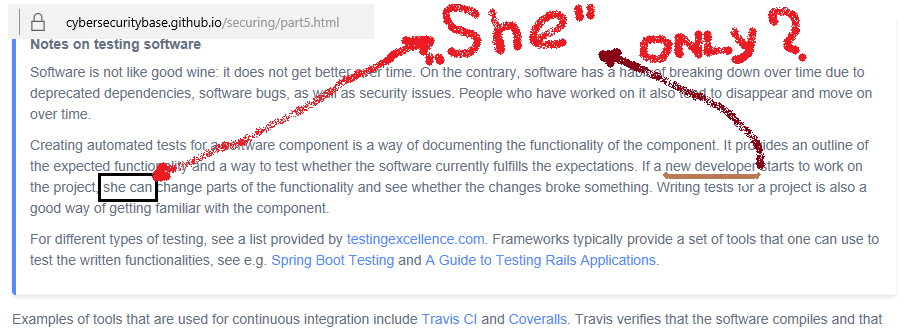 cybersecuritybase.github.io/securing/part5.html
„She" ONLY?
Notes on testing software
Software is not like good wine: it does not get better over time. On the contrary, software has a habit of breaking down over time due to
deprecated dependencies, software bugs, as well as security issues. People who have worked on it also tend to disappear and move on
over time.
Creating automated tests for a software component is a way of documenting the functionality of the component. It provides an outline of
the expected functionality and a way to test whether the software currently fulfills the expectations. If a new developer starts to work on
the project, she can change parts of the functionality and see whether the changes broke something. Writing tests for a project is also a
good way of getting familiar with the component.
For different types of testing, see a list provided by testingexcellence.com. Frameworks typically provide a set of tools that one can use to
test the written functionalities, see e.g. Spring Boot Testing and A Guide to Testing Rails Applications.
Examples of tools that are used for continuous integration include Travis CI and Coveralls. Travis verifies that the software compiles and that